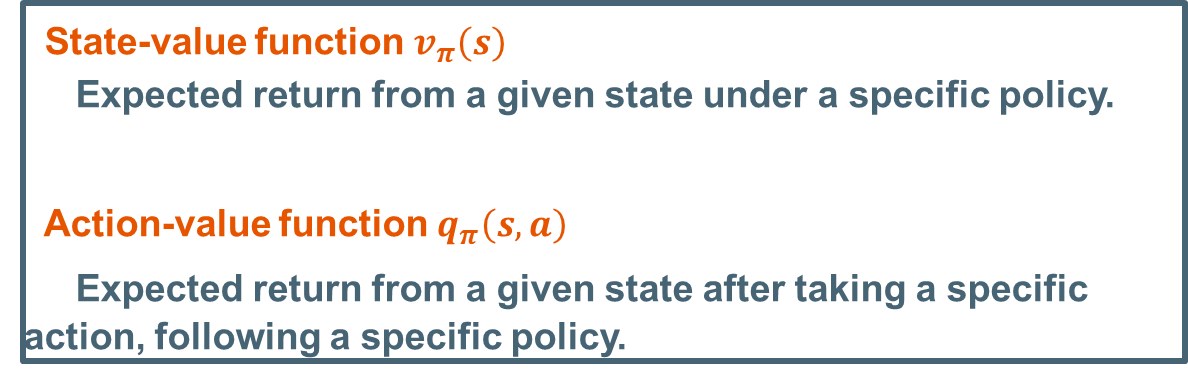 State-value function 𝒗𝝅(𝒔)
Expected return from a given state under a specific policy.
Action-value function 𝒒𝝅(𝒔, 𝒂)
Expected return from a given state after taking a specific
action, following a specific policy.